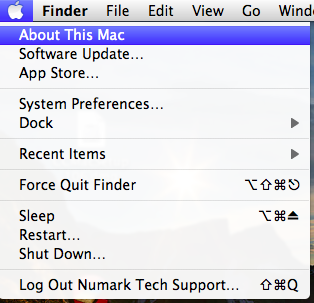 Finder File Edit View Go
About This Mac
Software Update...
App Store...
System Preferences...
Dock
Recent Items
Force Quit Finder ⌥⇧⌘⎋
Sleep ⌥⌘⏏
Restart...
Shut Down...
Log Out Numark Tech Support... ⇧⌘Q